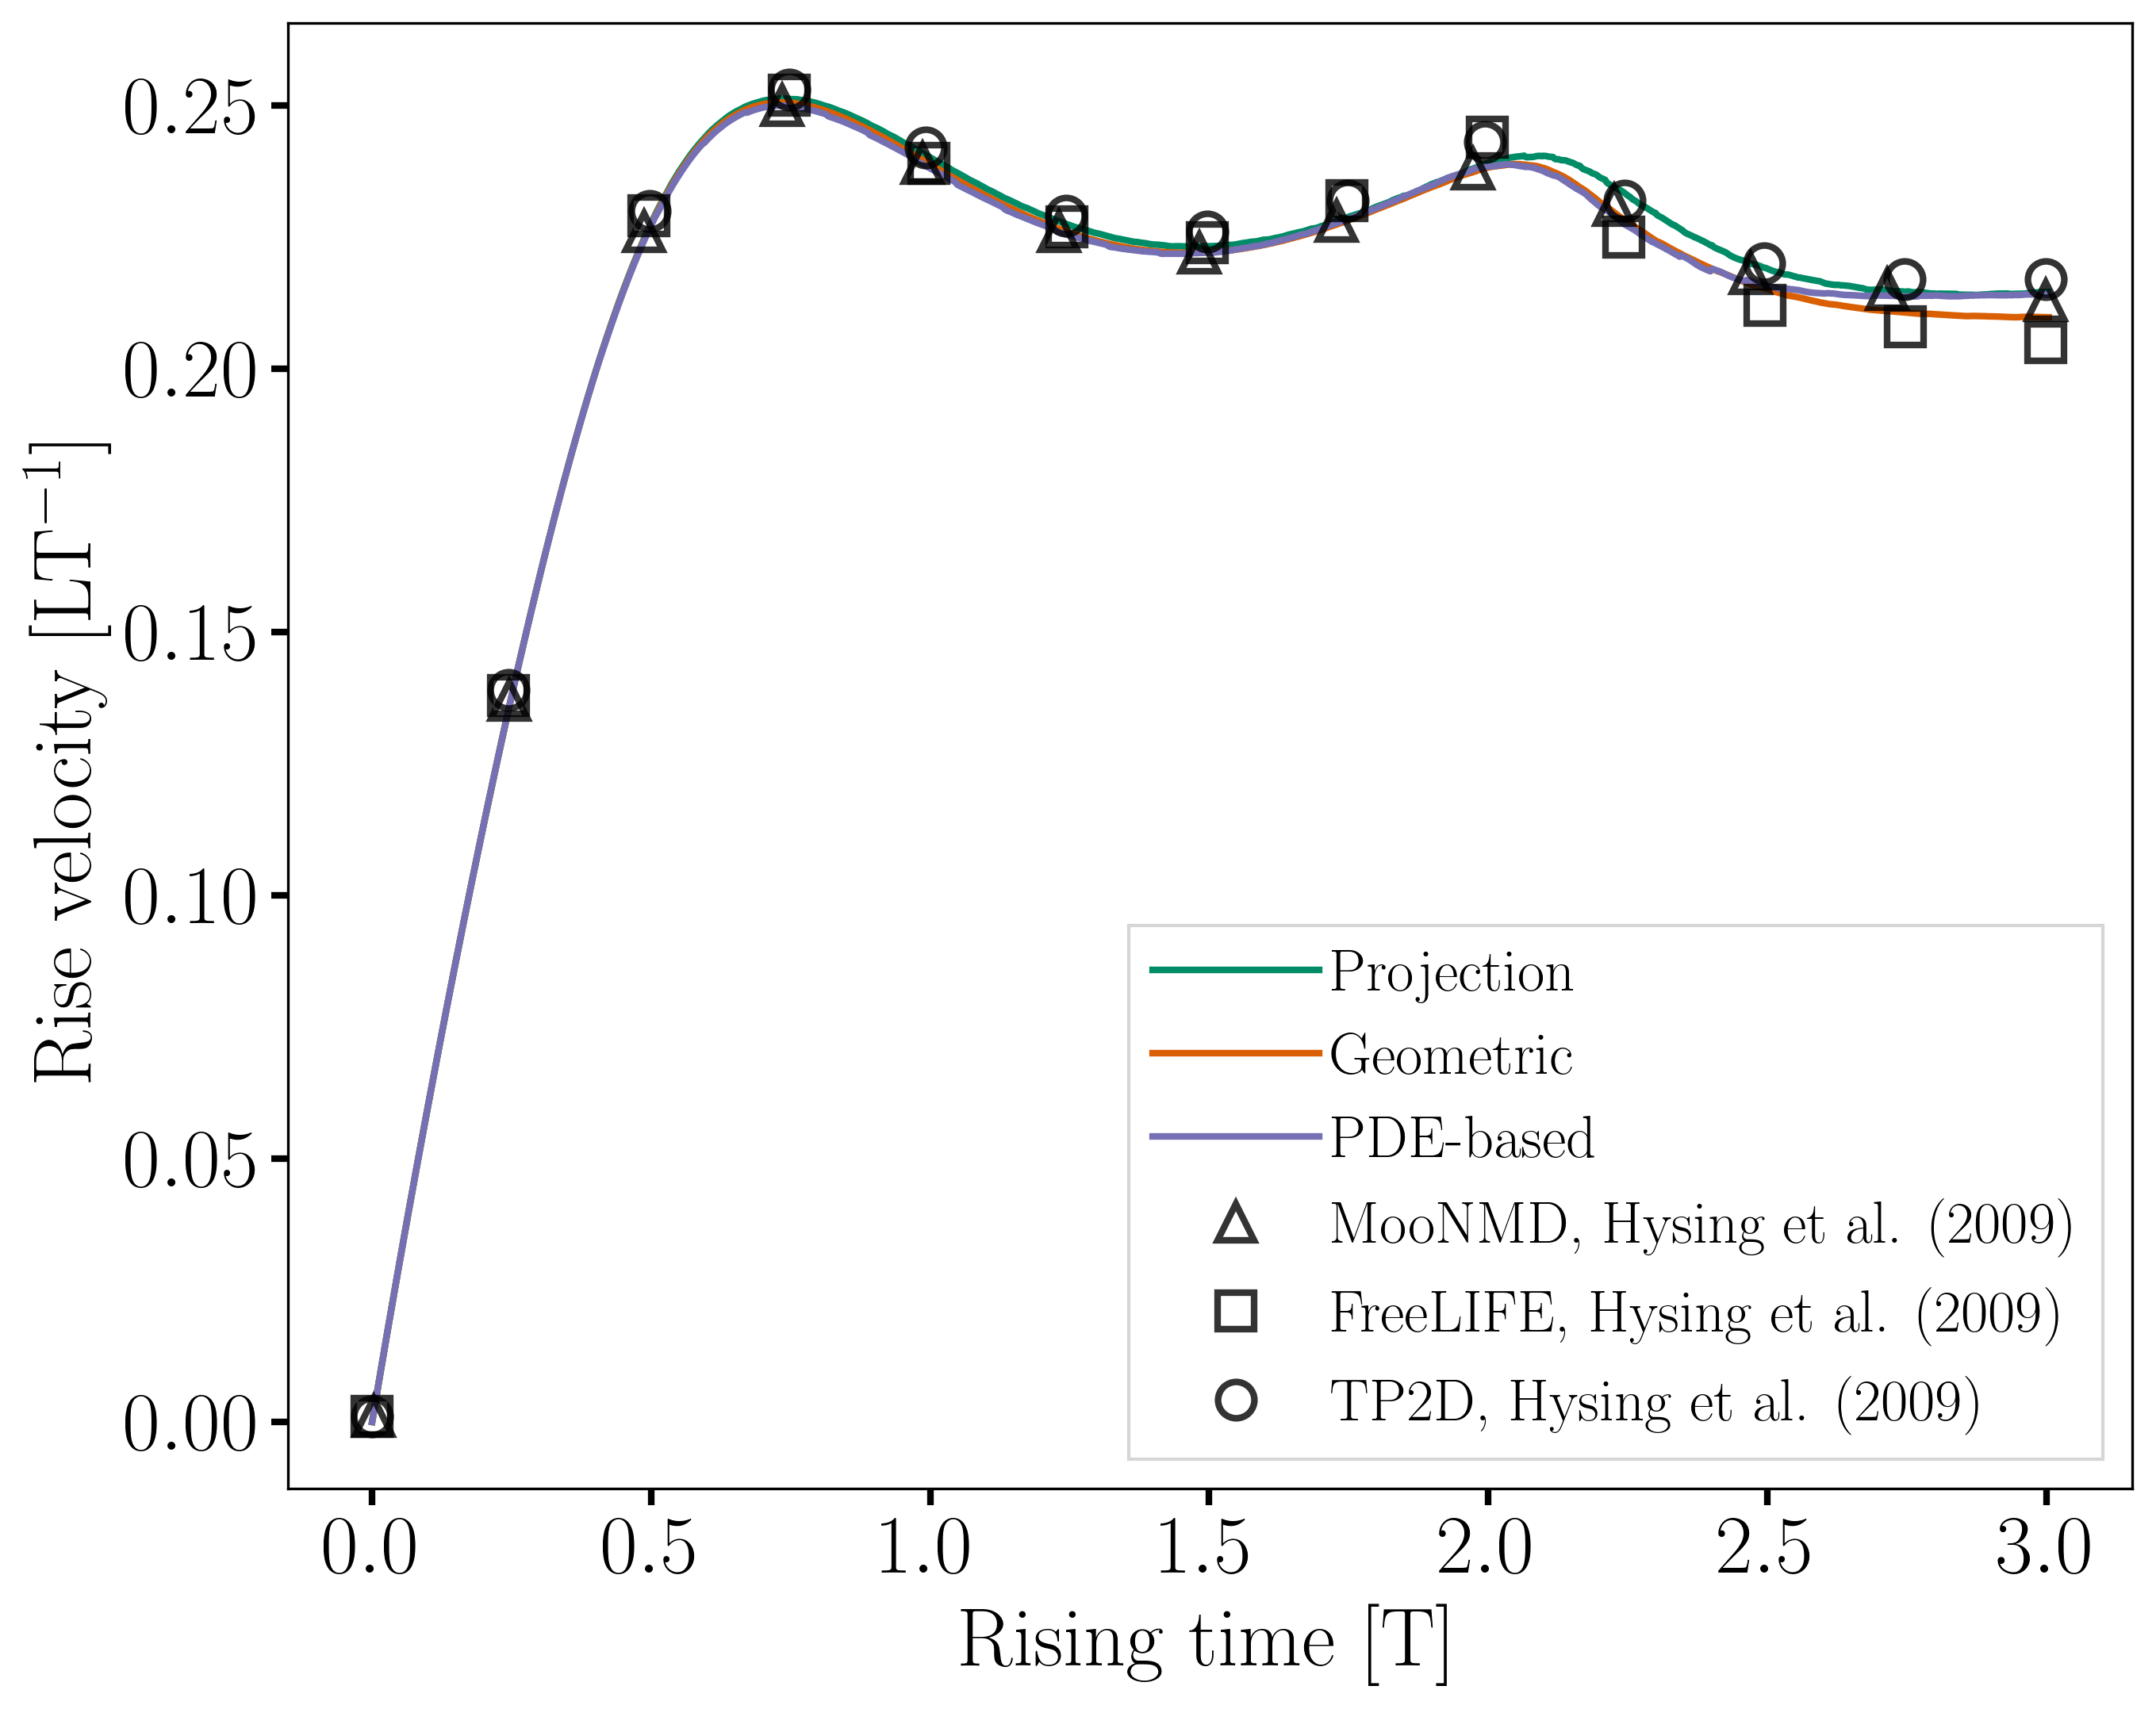 0.25
0.20
0.15
0.10
0.05
0.00
Rise velocity [LT⁻¹]
Projection
Geometric
PDE-based
MooNMD, Hysing et al. (2009)
FreeLIFE, Hysing et al. (2009)
TP2D, Hysing et al. (2009)
0.0 0.5 1.0 1.5 2.0 2.5 3.0
Rising time [T]